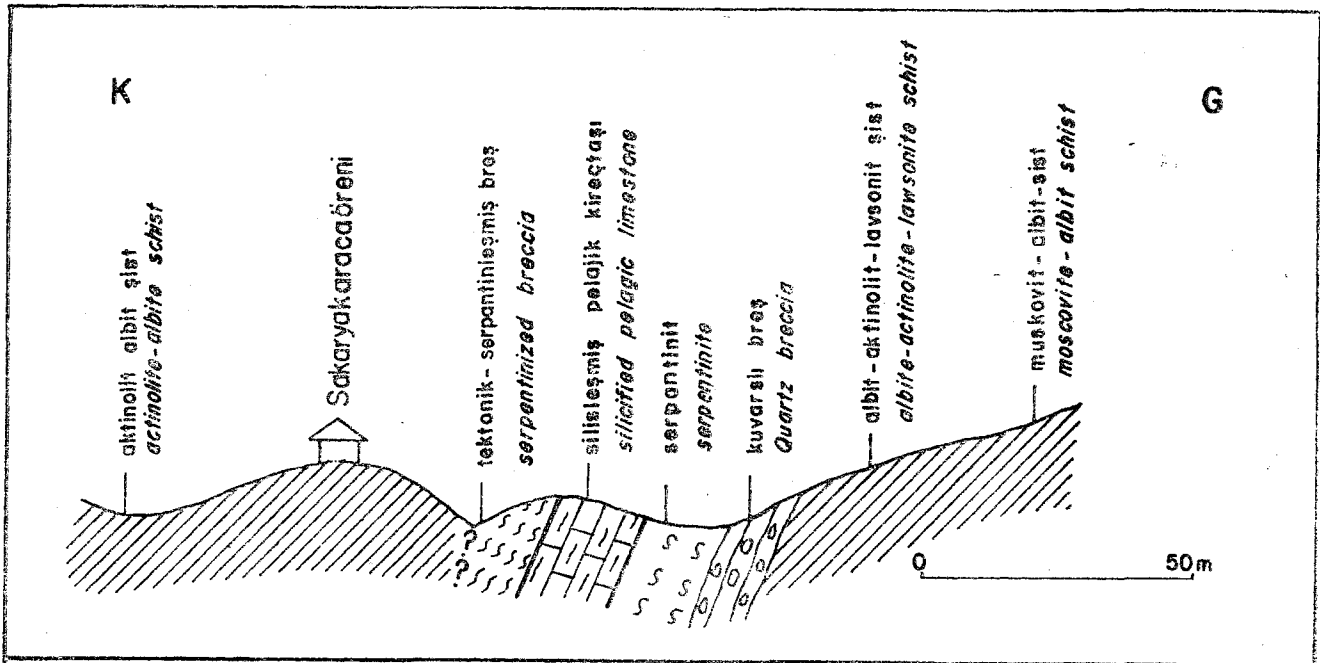 K
G
aktinolit albit şist
actinolite-albite schist
Sakaryakaracaören​i
tektonik-serpantinleşmiş breş
serpentinized breccia
silisleşmiş pelajik kireçtaşı
silicified pelagic limestone
serpantinit
serpentinite
kuvarslı breş
Quartz breccia
albit-aktinolit-lavsonit şist
albite-actinolite-lawsonite schist
muskovit-albit-şist
moscovite-albit schist
?
?
0
50m